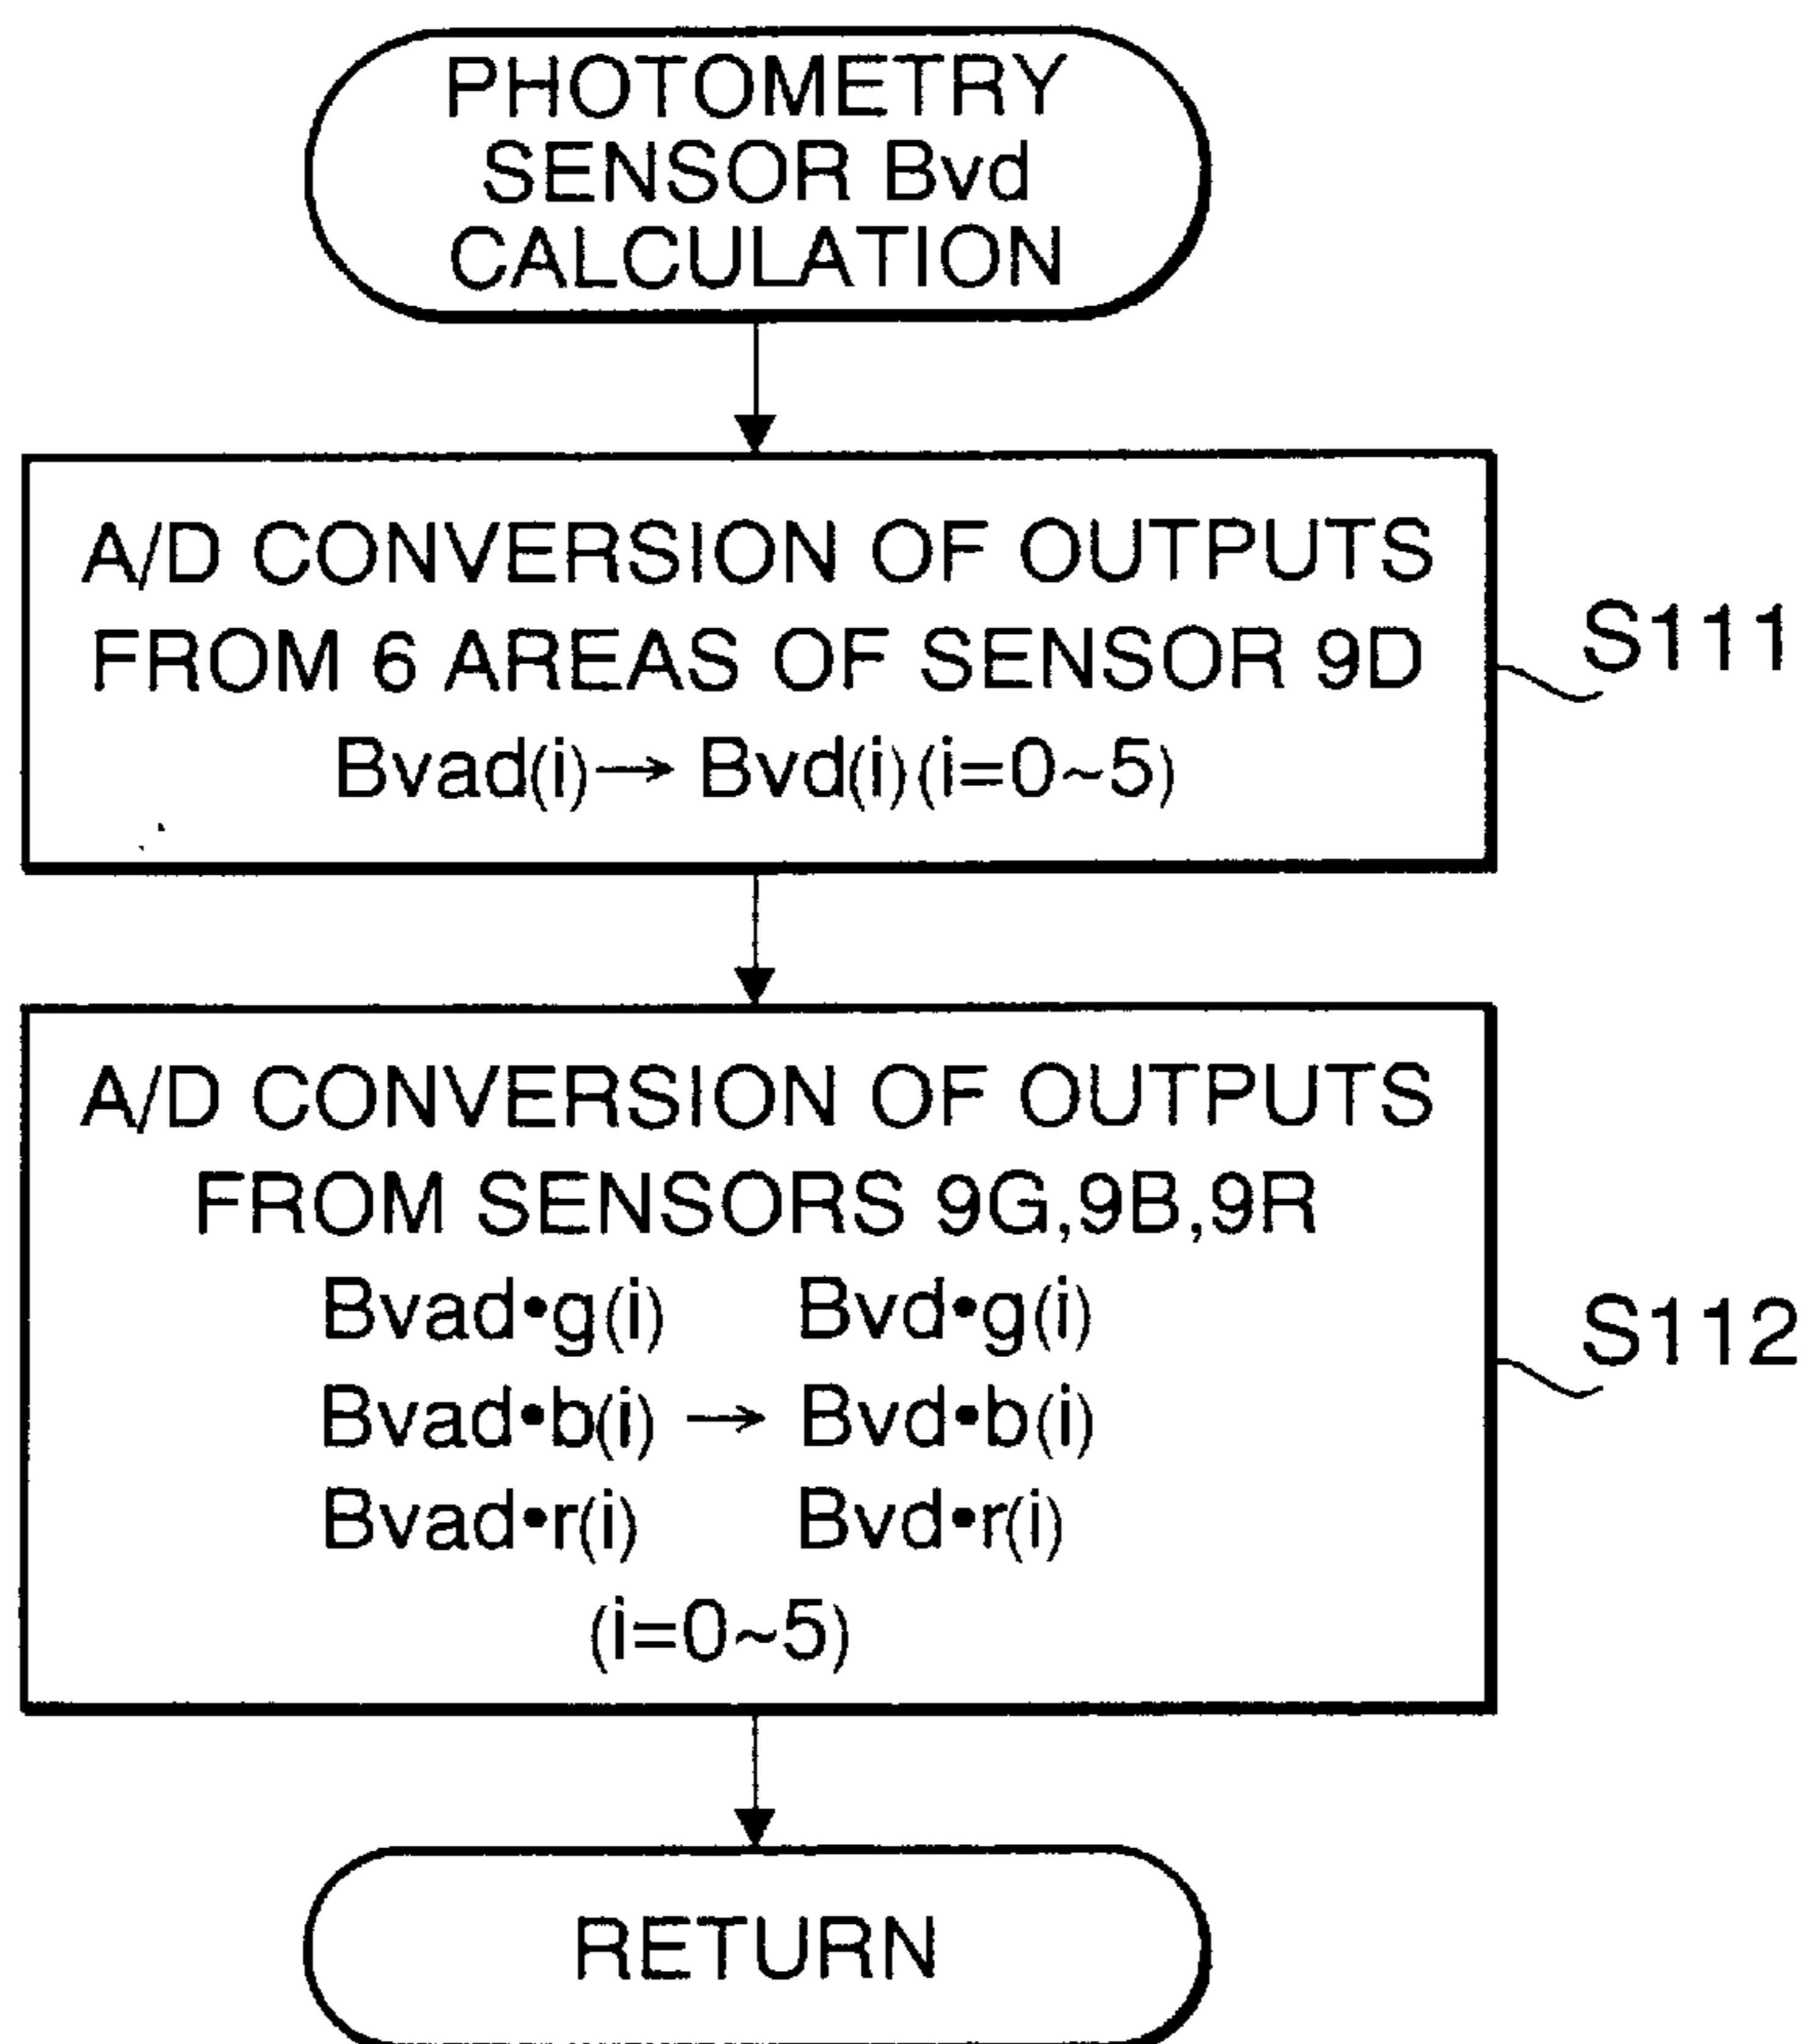 PHOTOMETRY
SENSOR Bvd
CALCULATION
A/D CONVERSION OF OUTPUTS
FROM 6 AREAS OF SENSOR 9D
Bvad(i)→ Bvd(i)(i=0~5)
S111
A/D CONVERSION OF OUTPUTS
FROM SENSORS 9G,9B,9R
Bvad•g(i) Bvd•g(i)
Bvad•b(i) → Bvd•b(i)
Bvad•r(i) Bvd•r(i)
(i=0~5)
S112
RETURN